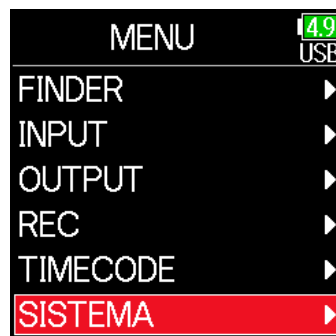 MENU
4.9
USB
FINDER
INPUT
OUTPUT
REC
TIMECODE
SISTEMA